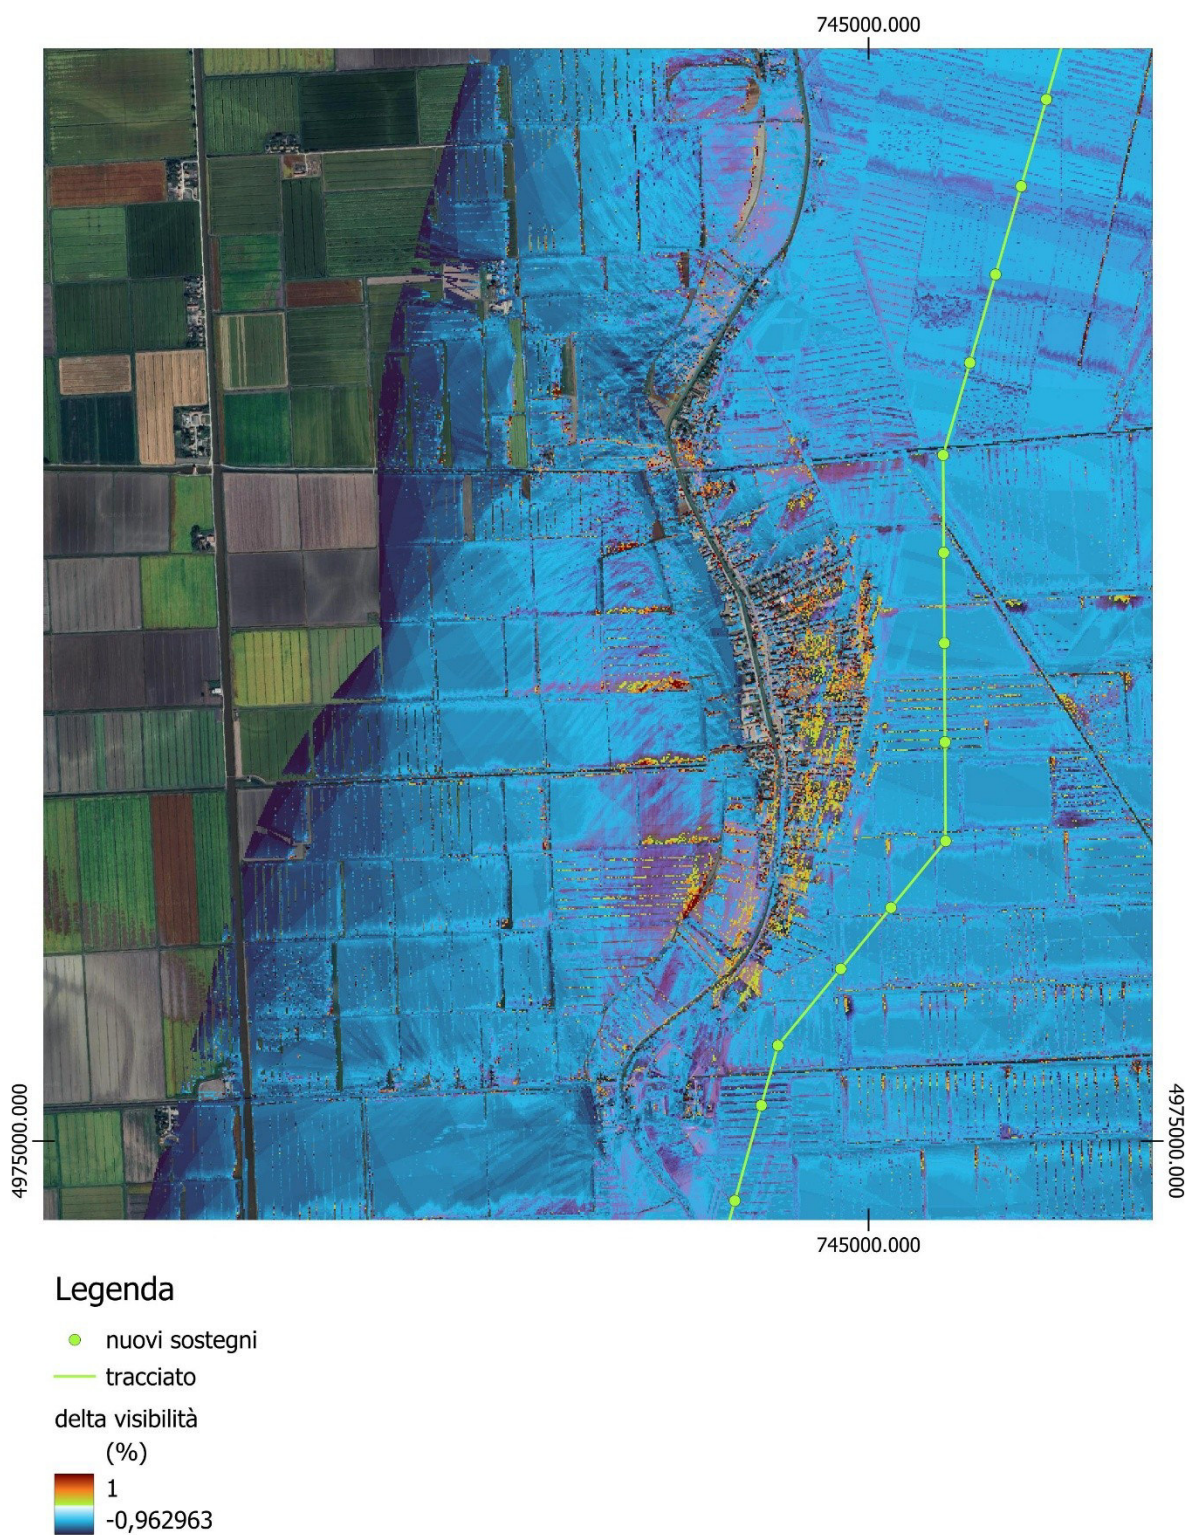 745000.000
4975000.000
4975000.000
745000.000
Legenda
nuovi sostegni
tracciato
delta visibilità
(%)
1
-0,962963